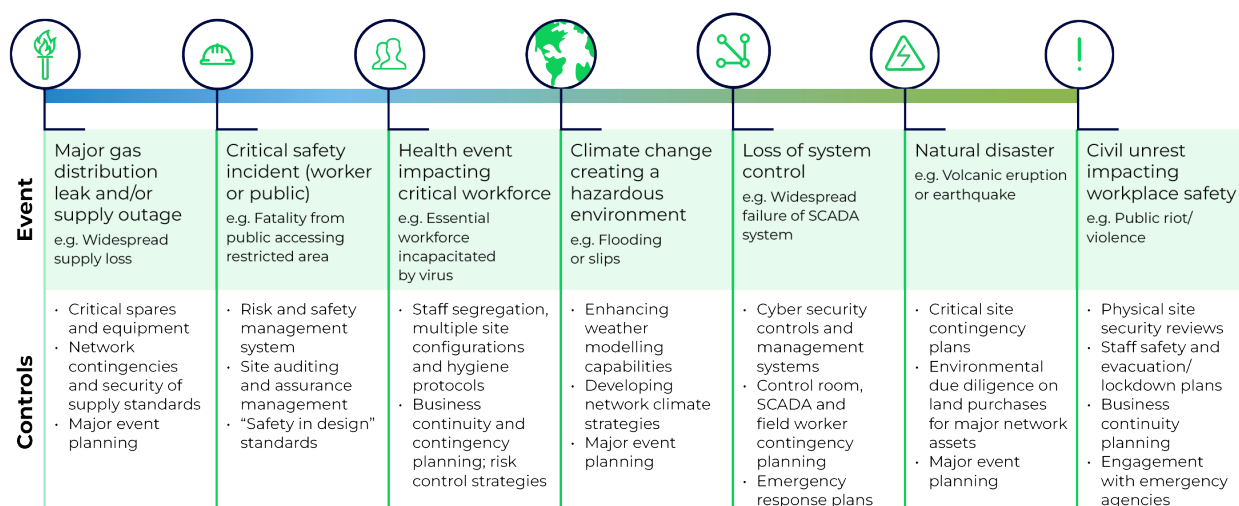 Event
Major gas
distribution
leak and/or
supply outage
e.g. Widespread
supply loss
Critical safety
incident (worker
or public)
e.g. Fatality from
public accessing
restricted area
Health event
impacting
critical workforce
e.g. Essential
workforce
incapacitated
by virus
Climate change
creating a
hazardous
environment
e.g. Flooding
or slips
Loss of system
control
e.g. Widespread
failure of SCADA
system
Natural disaster
e.g. Volcanic eruption
or earthquake
Civil unrest
impacting
workplace safety
e.g. Public riot/
violence
Controls
• Critical spares
and equipment
• Network
contingencies
and security of
supply standards
• Major event
planning
• Risk and safety
management
system
• Site auditing
and assurance
management
• “Safety in design”
standards
• Staff segregation,
multiple site
configurations
and hygiene
protocols
• Business
continuity and
contingency
planning; risk
control strategies
• Enhancing
weather
modelling
capabilities
• Developing
network climate
strategies
• Major event
planning
• Cyber security
controls and
management
systems
• Control room,
SCADA and
field worker
contingency
planning
• Emergency
response plans
• Critical site
contingency
plans
• Environmental
due diligence on
land purchases
for major network
assets
• Major event
planning
• Physical site
security reviews
• Staff safety and
evacuation/
lockdown plans
• Business
continuity
planning
• Engagement
with emergency
agencies